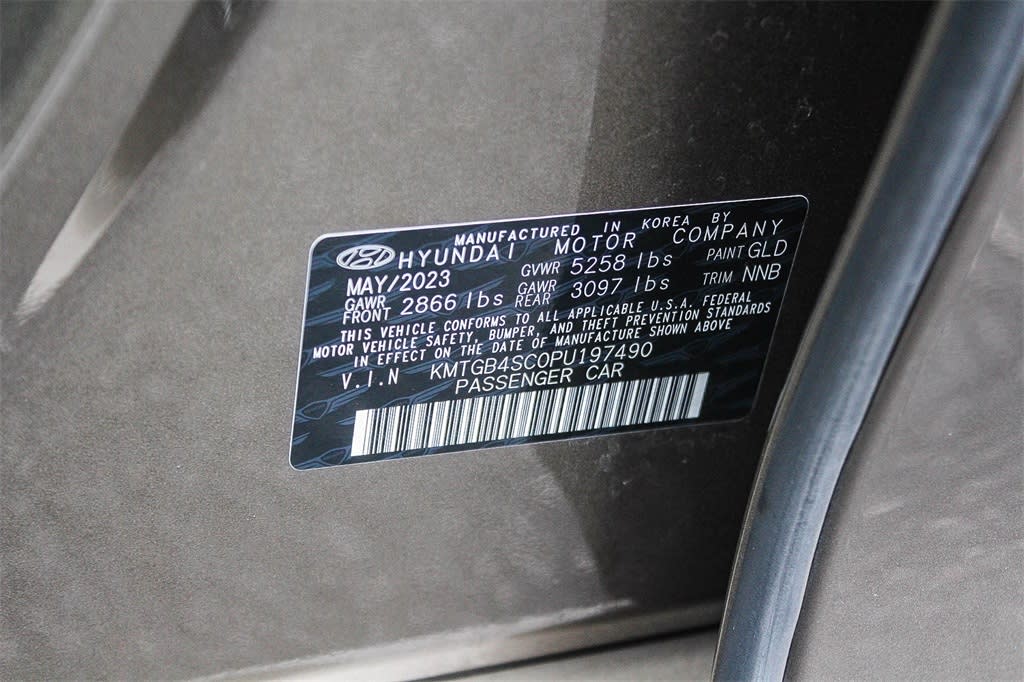 MANUFACTURED IN KOREA BY
HYUNDAI MOTOR COMPANY
MAY/2023 GVWR 5258 lbs PAINT GLD
GAWR FRONT 2866 lbs GAWR REAR 3097 lbs TRIM NNB
THIS VEHICLE CONFORMS TO ALL APPLICABLE U.S.A. FEDERAL
MOTOR VEHICLE SAFETY, BUMPER, AND THEFT PREVENTION STANDARDS
IN EFFECT ON THE DATE OF MANUFACTURE SHOWN ABOVE
V.I.N KMTGB4SC0PU197490
PASSENGER CAR